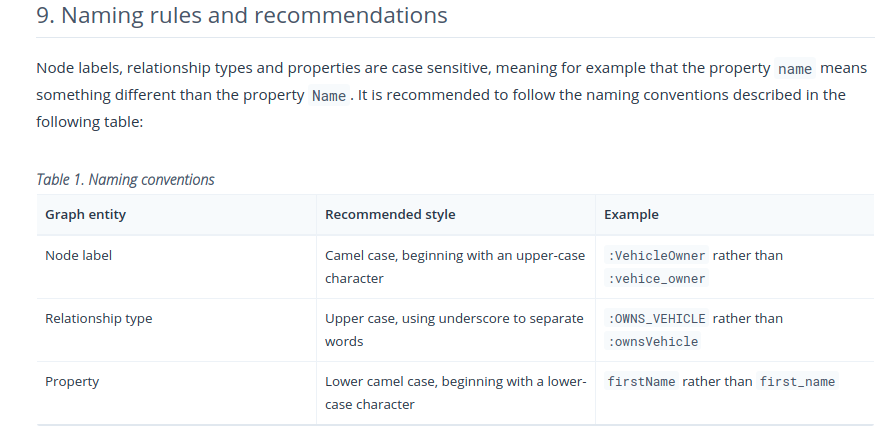 9. Naming rules and recommendations
Node labels, relationship types and properties are case sensitive, meaning for example that the property name means
something different than the property Name . It is recommended to follow the naming conventions described in the
following table:
Table 1. Naming conventions
Graph entity Recommended style Example
Node label Camel case, beginning with an upper-case :VehicleOwner rather than
character :vehice_owner
Relationship type Upper case, using underscore to separate :OWNS_VEHICLE rather than
words :ownsVehicle
Property Lower camel case, beginning with a lower- firstName rather than first_name
case character